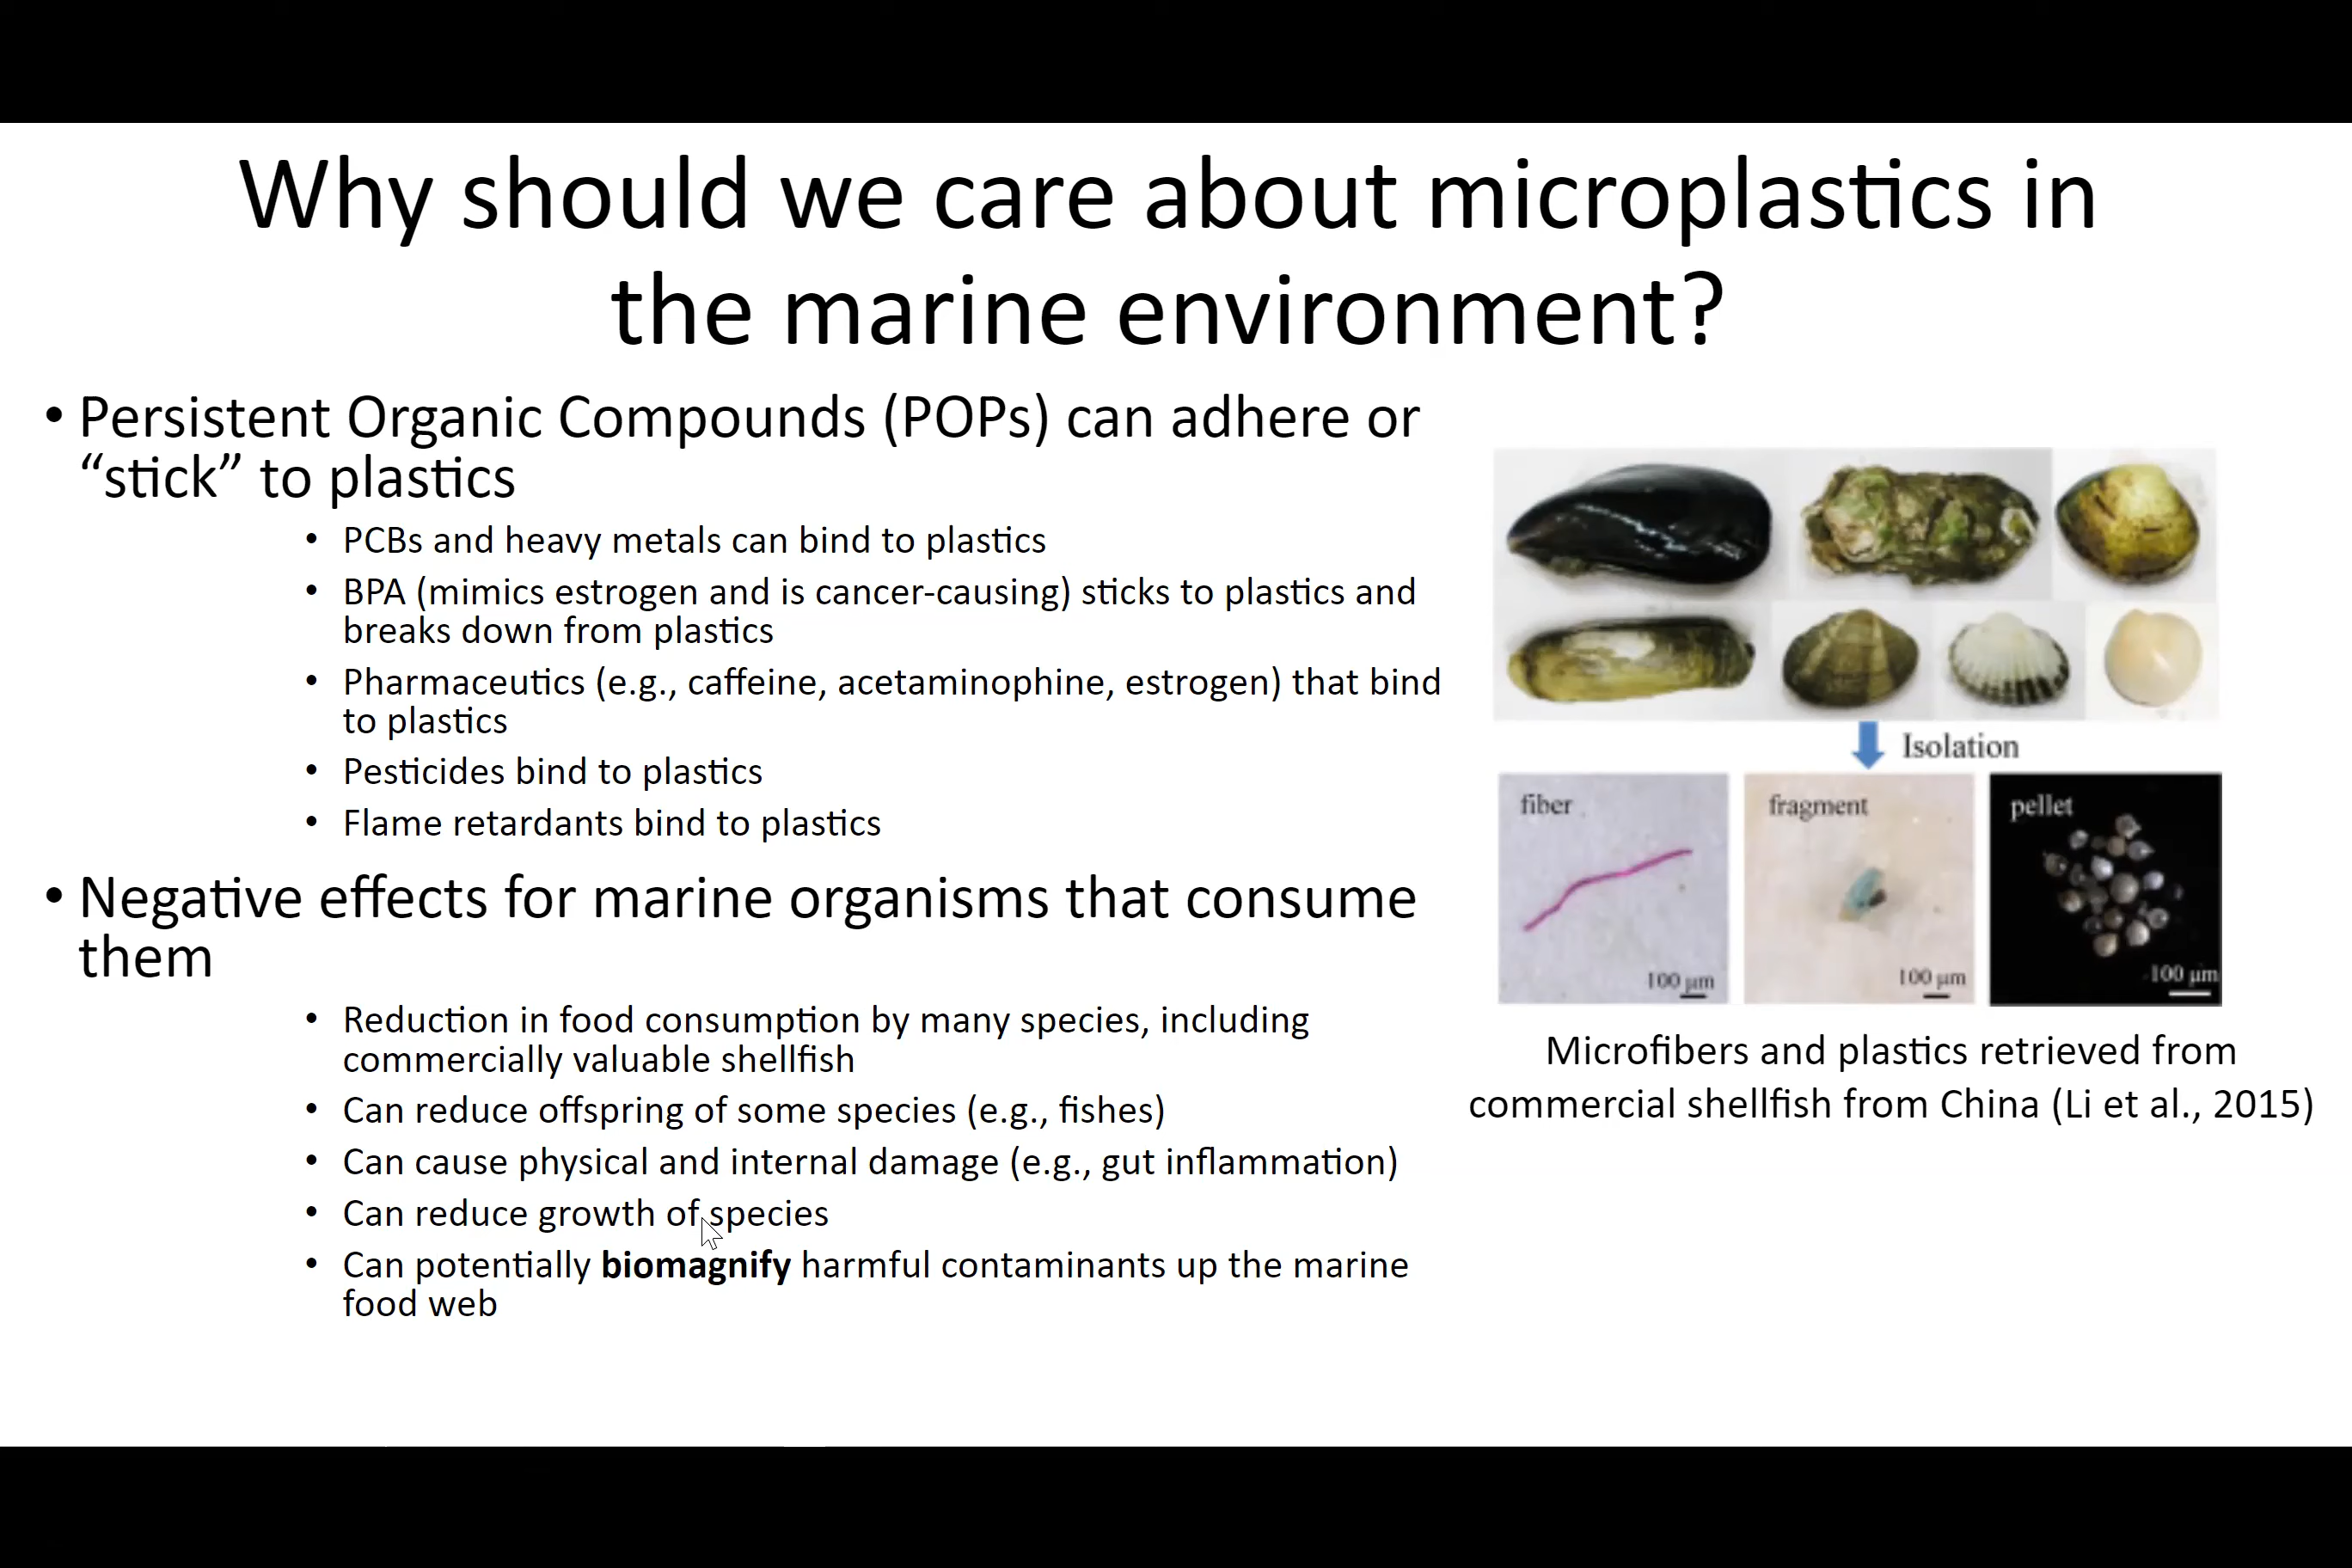 Why should we care about microplastics in
the marine environment?
• Persistent Organic Compounds (POPs) can adhere or
“stick” to plastics
• PCBs and heavy metals can bind to plastics
• BPA (mimics estrogen and is cancer-causing) sticks to plastics and
breaks down from plastics
• Pharmaceutics (e.g., caffeine, acetaminophine, estrogen) that bind
to plastics
• Pesticides bind to plastics
• Flame retardants bind to plastics
• Negative effects for marine organisms that consume
them
• Reduction in food consumption by many species, including
commercially valuable shellfish
• Can reduce offspring of some species (e.g., fishes)
• Can cause physical and internal damage (e.g., gut inflammation)
• Can reduce growth of species
• Can potentially biomagnify harmful contaminants up the marine
food web
Isolation
fiber
100 μm
fragment
100 μm
pellet
100 μm
Microfibers and plastics retrieved from
commercial shellfish from China (Li et al., 2015)